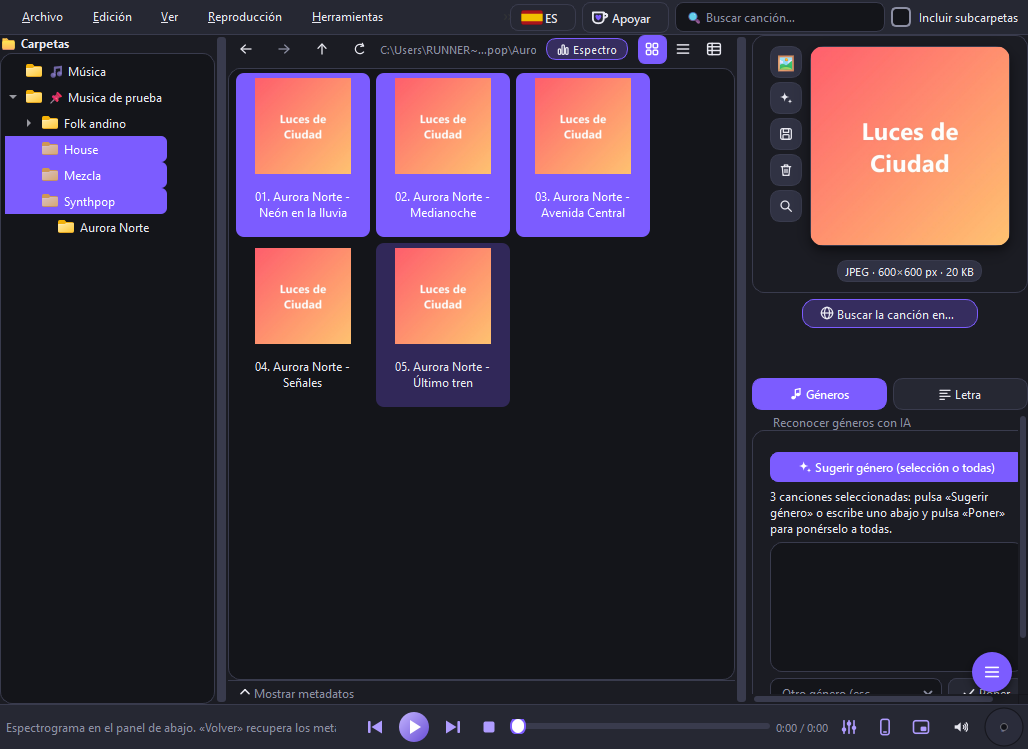 Archivo Edición Ver Reproducción Herramientas ES Apoyar Buscar canción... Incluir subcarpetas
Carpetas
C:\Users\RUNNER~...pop\Auro Espectro
Música
Musica de prueba
Folk andino
House
Mezcla
Synthpop
Aurora Norte
Luces de
Ciudad
01. Aurora Norte -
Neón en la lluvia
Luces de
Ciudad
02. Aurora Norte -
Medianoche
Luces de
Ciudad
03. Aurora Norte -
Avenida Central
Luces de
Ciudad
04. Aurora Norte -
Señales
Luces de
Ciudad
05. Aurora Norte -
Último tren
Mostrar metadatos
Luces de
Ciudad
JPEG · 600×600 px · 20 KB
Buscar la canción en...
Géneros Letra
Reconocer géneros con IA
Sugerir género (selección o todas)
3 canciones seleccionadas: pulsa «Sugerir
género» o escribe uno abajo y pulsa «Poner»
para ponérselo a todas.
Otro género (esc Poner
Espectrograma en el panel de abajo. «Volver» recupera los meta
0:00 / 0:00